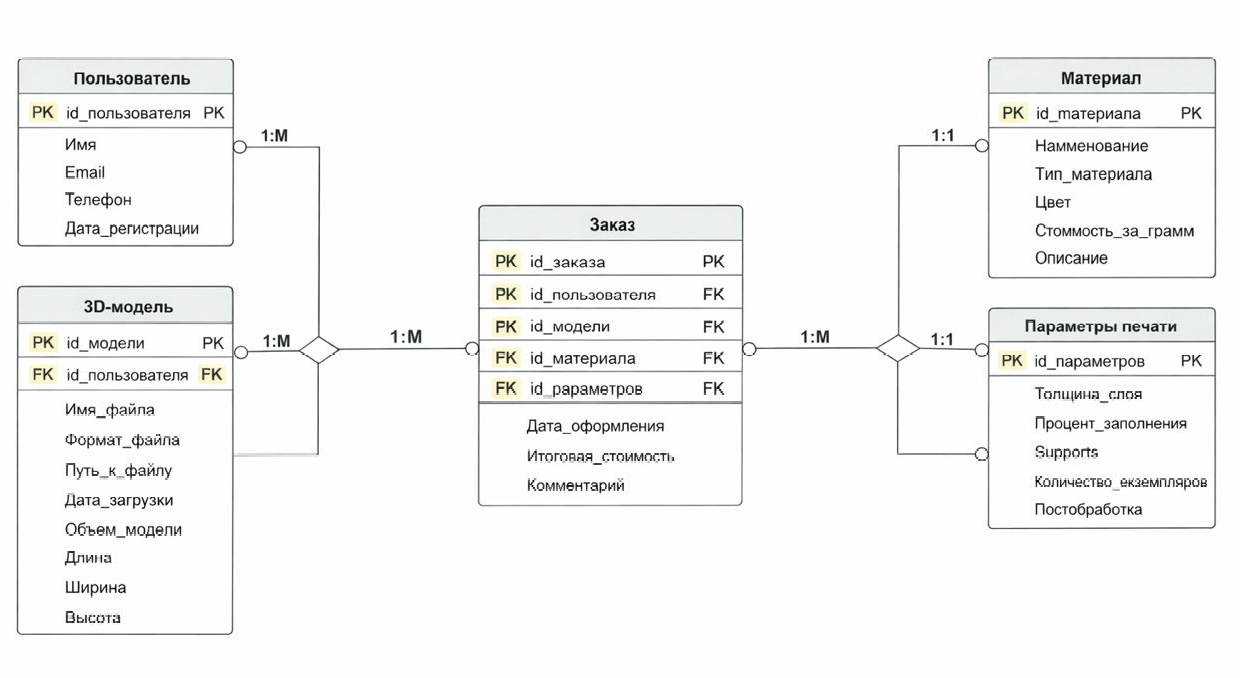 Пользователь
PK id_пользователя PK
Имя
Email
Телефон
Дата_регистрации
1:M
3D-модель
PK id_модели PK
FK id_пользователя FK
Имя_файла
Формат_файла
Путь_к_файлу
Дата_загрузки
Объем_модели
Длина
Ширина
Высота
1:M
1:M
Заказ
PK id_заказа PK
PK id_пользователя FK
PK id_модели FK
FK id_материала FK
FK id_параметров FK
Дата_оформления
Итоговая_стоимость
Комментарий
1:M
1:1
Материал
PK id_материала PK
Намменование
Тип_материала
Цвет
Стоммость_за_грамм
Описание
1:1
Параметры печати
PK id_параметров PK
Толщина_слоя
Процент_заполнения
Supports
Количество_екземпляров
Постобработка